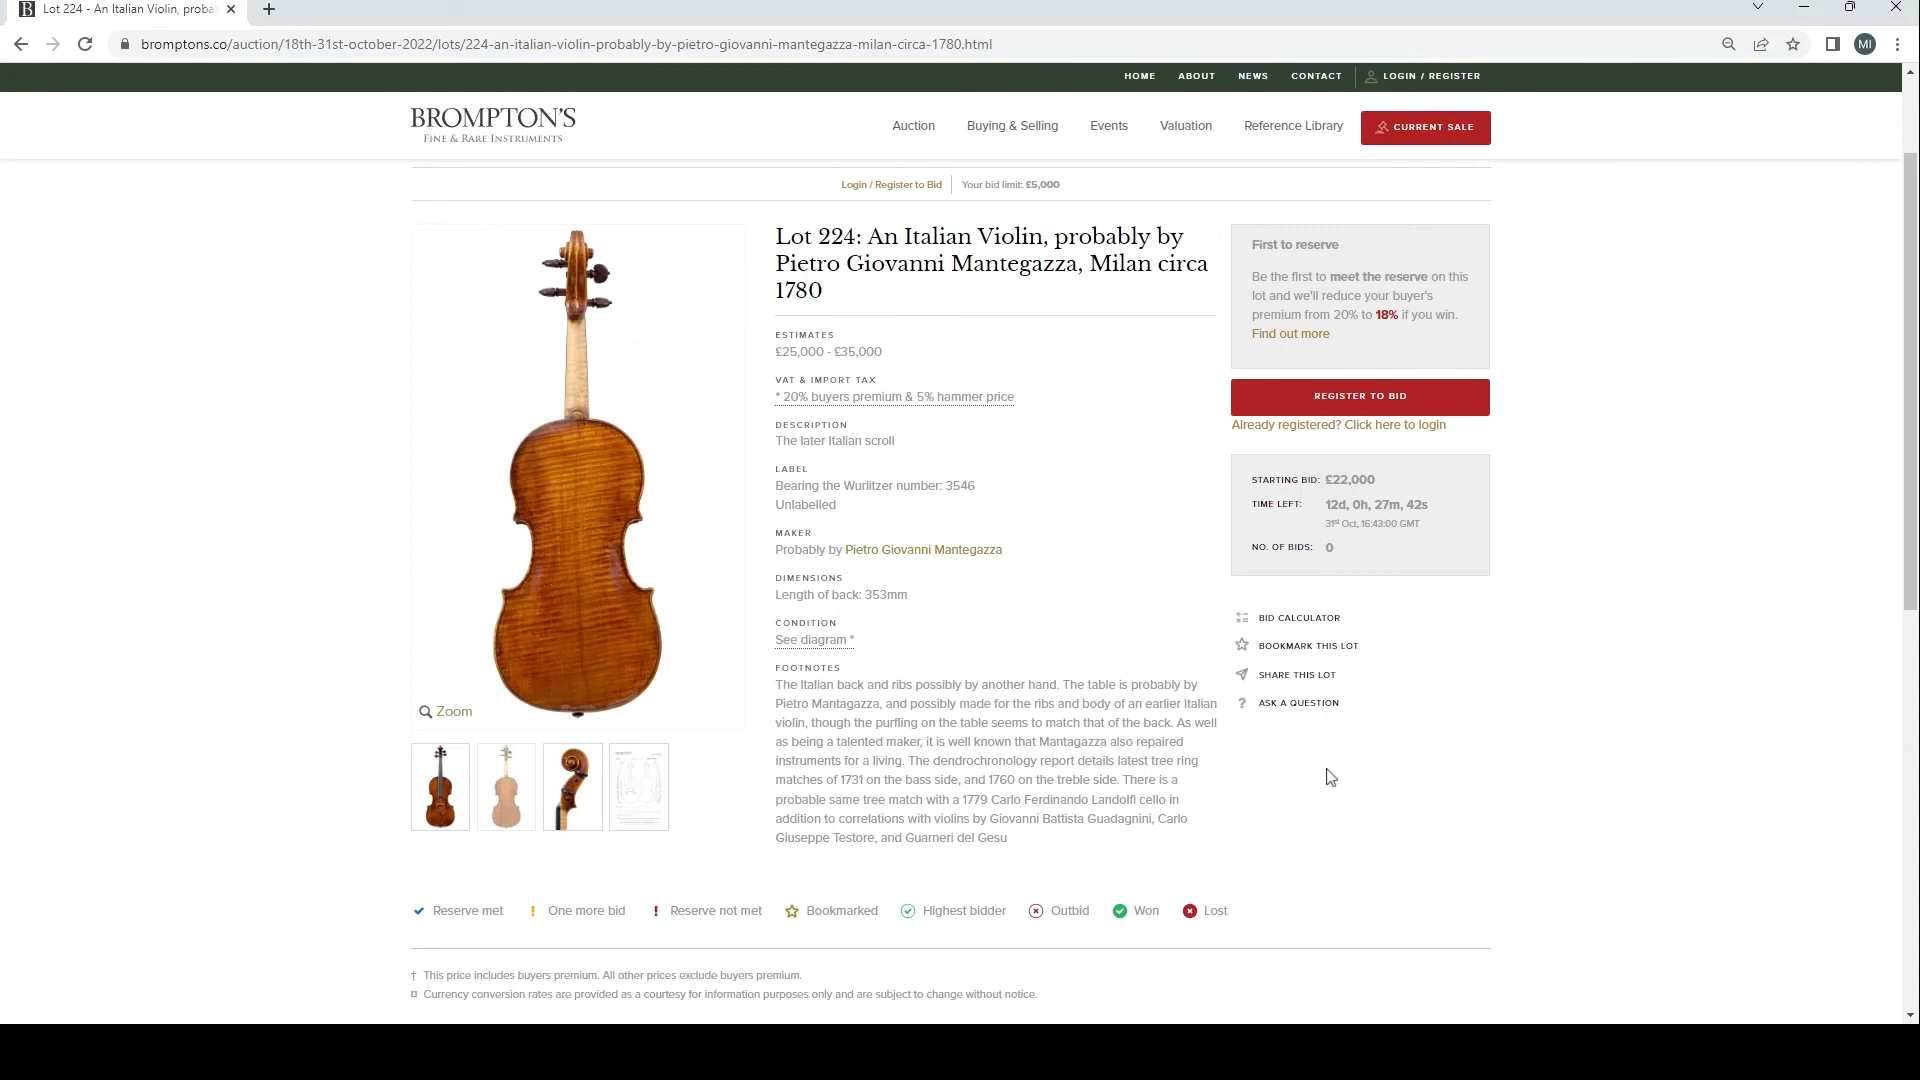 Lot 224 - An Italian Violin, proba
bromptons.co/auction/18th-31st-october-2022/lots/224-an-italian-violin-probably-by-pietro-giovanni-mantegazza-milan-circa-1780.html
MI
HOME ABOUT NEWS CONTACT LOGIN / REGISTER
BROMPTON'S
FINE & RARE INSTRUMENTS
Auction Buying & Selling Events Valuation Reference Library CURRENT SALE
Login / Register to Bid Your bid limit: £5,000
Lot 224: An Italian Violin, probably by
Pietro Giovanni Mantegazza, Milan circa
1780
ESTIMATES
£25,000 - £35,000
VAT & IMPORT TAX
* 20% buyers premium & 5% hammer price
DESCRIPTION
The later Italian scroll
LABEL
Bearing the Wurlitzer number: 3546
Unlabelled
MAKER
Probably by Pietro Giovanni Mantegazza
DIMENSIONS
Length of back: 353mm
CONDITION
See diagram *
FOOTNOTES
The Italian back and ribs possibly by another hand. The table is probably by
Pietro Mantagazza, and possibly made for the ribs and body of an earlier Italian
violin, though the purfling on the table seems to match that of the back. As well
as being a talented maker, it is well known that Mantagazza also repaired
instruments for a living. The dendrochronology report details latest tree ring
matches of 1731 on the bass side, and 1760 on the treble side. There is a
probable same tree match with a 1779 Carlo Ferdinando Landolfi cello in
addition to correlations with violins by Giovanni Battista Guadagnini, Carlo
Giuseppe Testore, and Guarneri del Gesu
First to reserve
Be the first to meet the reserve on this
lot and we'll reduce your buyer's
premium from 20% to 18% if you win.
Find out more
REGISTER TO BID
Already registered? Click here to login
STARTING BID: £22,000
TIME LEFT: 12d, 0h, 27m, 42s
31st Oct, 16:43:00 GMT
NO. OF BIDS: 0
BID CALCULATOR
BOOKMARK THIS LOT
SHARE THIS LOT
? ASK A QUESTION
Zoom
Reserve met ! One more bid ! Reserve not met Bookmarked Highest bidder Outbid Won Lost
† This price includes buyers premium. All other prices exclude buyers premium.
¤ Currency conversion rates are provided as a courtesy for information purposes only and are subject to change without notice.